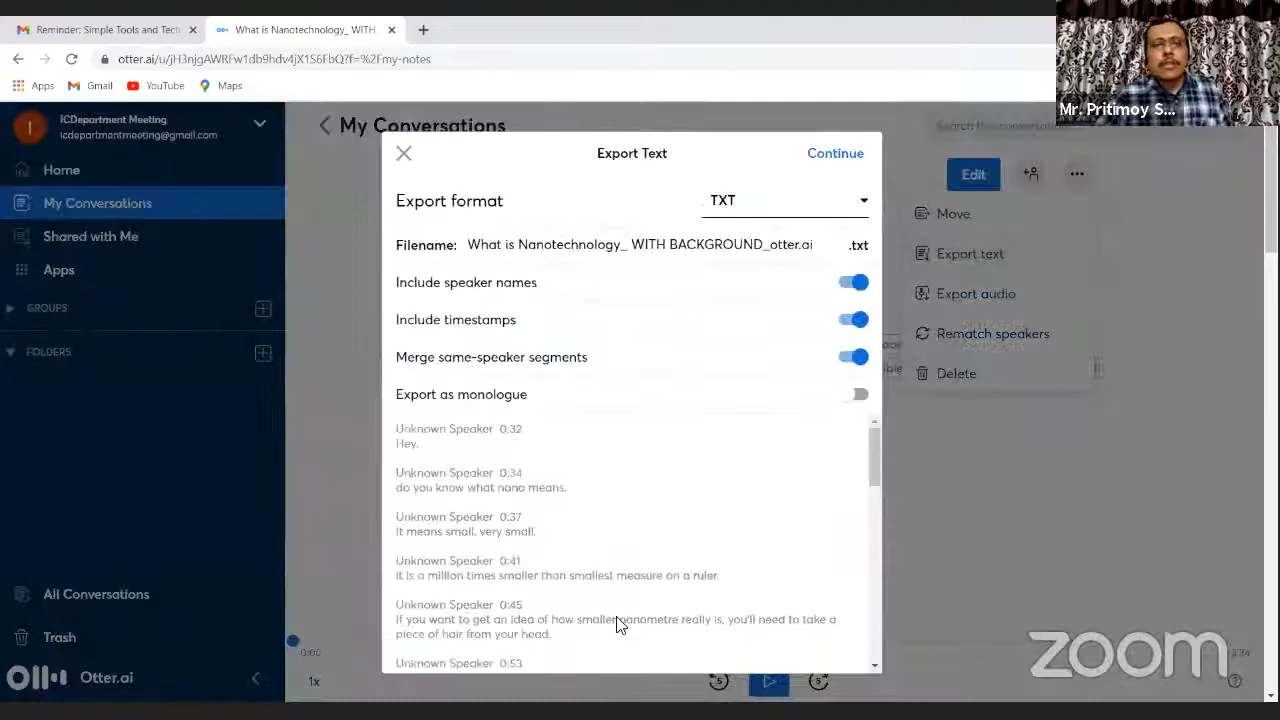 Reminder: Simple Tools and Tech
What is Nanotechnology_ WITH
otter.ai/u/jH3njgAWRFw1db9hdv4jX1S6FbQ?f=%2Fmy-notes
Apps Gmail YouTube Maps
Mr. Pritimoy S...
I
ICDepartment Meeting
icdepartmentmeeting@gmail.com
Home
My Conversations
Shared with Me
Apps
GROUPS
FOLDERS
All Conversations
Trash
Otter.ai
My Conversations
Edit
Move
Export text
Export audio
Rematch speakers
Delete
Export Text
Continue
Export format TXT
Filename: What is Nanotechnology_ WITH BACKGROUND_otter.ai .txt
Include speaker names
Include timestamps
Merge same-speaker segments
Export as monologue
Unknown Speaker 0:32
Hey.
Unknown Speaker 0:34
do you know what nano means.
Unknown Speaker 0:37
It means small, very small.
Unknown Speaker 0:41
It is a million times smaller than smallest measure on a ruler.
Unknown Speaker 0:45
If you want to get an idea of how smaller nanometre really is, you'll need to take a
piece of hair from your head.
Unknown Speaker 0:53
0:00
1x
5
5
zoom